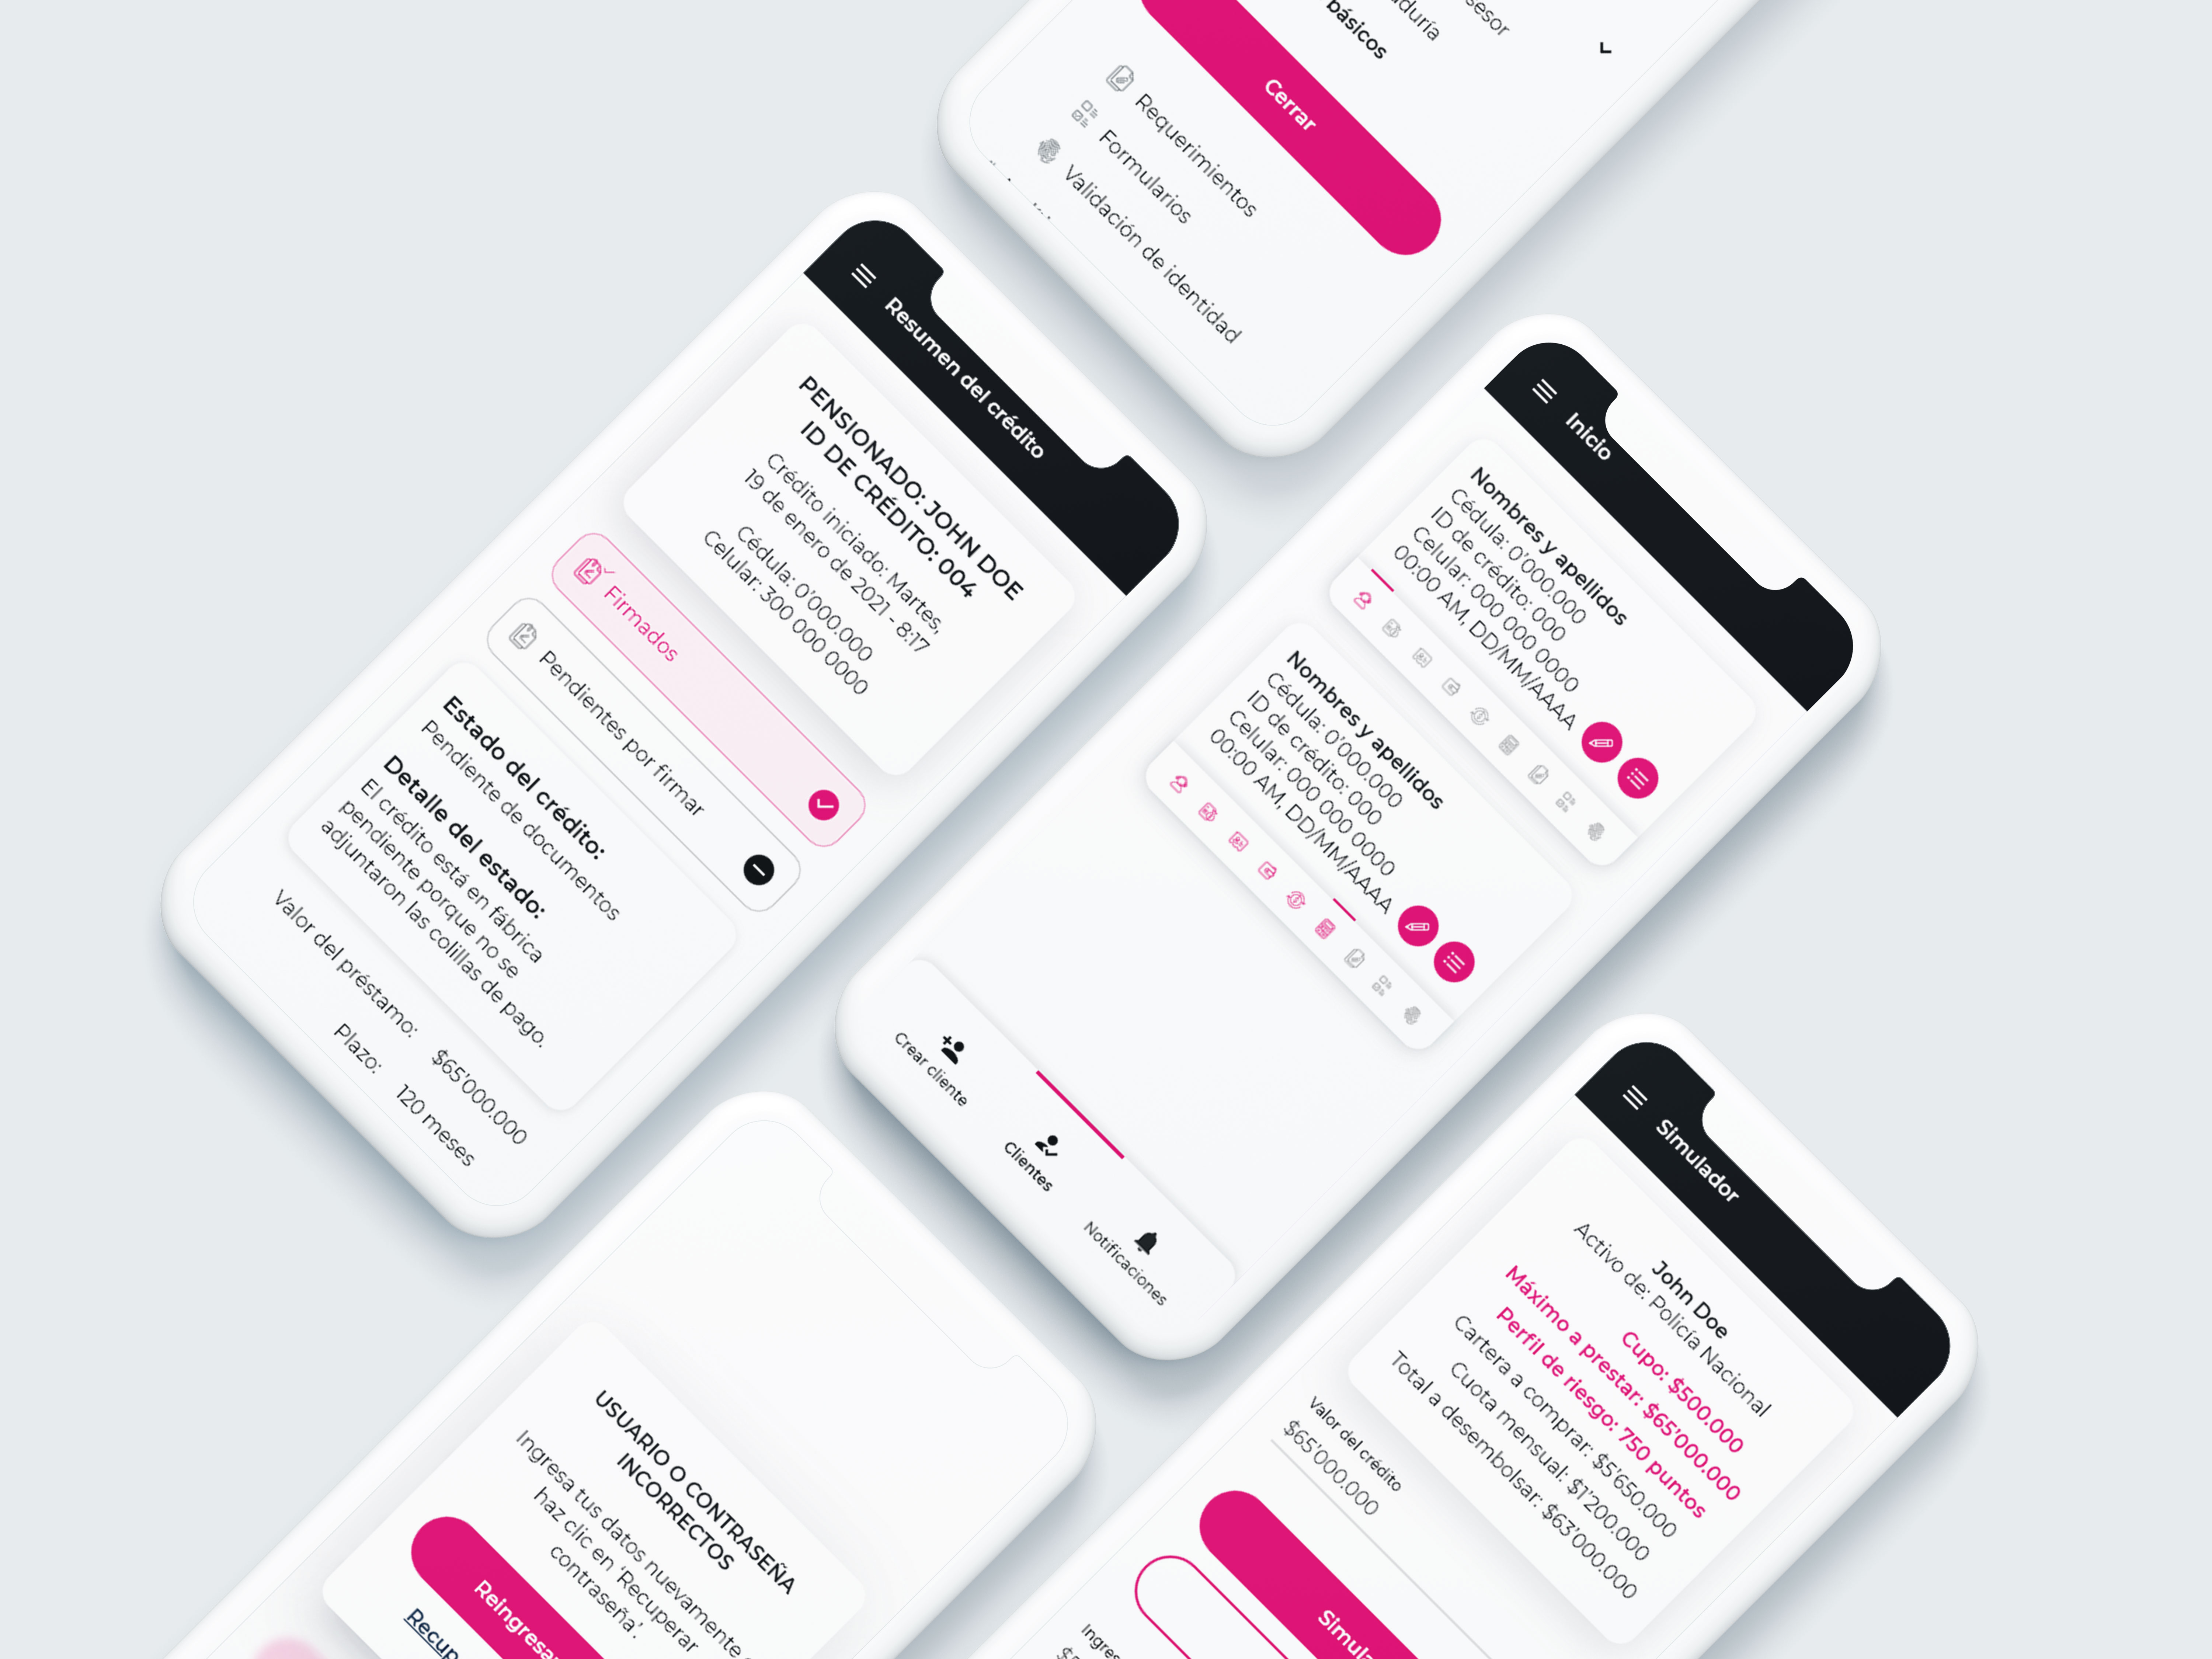 básicos
Cerrar
Requerimientos
Formularios
Validación de identidad
Resumen del crédito
PENSIONADO: JOHN DOE
ID DE CRÉDITO: 004
Crédito iniciado: Martes,
19 de enero de 2021 - 8:17
Cédula: 0'000.000
Celular: 300 000 0000
Firmados
Pendientes por firmar
Estado del crédito:
Pendiente de documentos
Detalle del estado:
El crédito está en fábrica
pendiente porque no se
adjuntaron las colillas de pago.
Valor del préstamo: $65'000.000
Plazo: 120 meses
Inicio
Nombres y apellidos
Cédula: 0'000.000
ID de crédito: 000
Celular: 000 000 0000
00:00 AM, DD/MM/AAAA
Nombres y apellidos
Cédula: 0'000.000
ID de crédito: 000
Celular: 000 000 0000
00:00 AM, DD/MM/AAAA
Crear cliente
Clientes
Notificaciones
USUARIO O CONTRASEÑA
INCORRECTOS
Ingresa tus datos nuevamente
haz clic en 'Recuperar
contraseña'.
Reingresa
Recup
Simulador
John Doe
Activo de: Policía Nacional
Cupo: $500.000
Máximo a prestar: $65'000.000
Perfil de riesgo: 750 puntos
Cartera a comprar: $5'650.000
Cuota mensual: $1'200.000
Total a desembolsar: $63'000.000
Valor del crédito
$65'000.000
Simula
Ingres